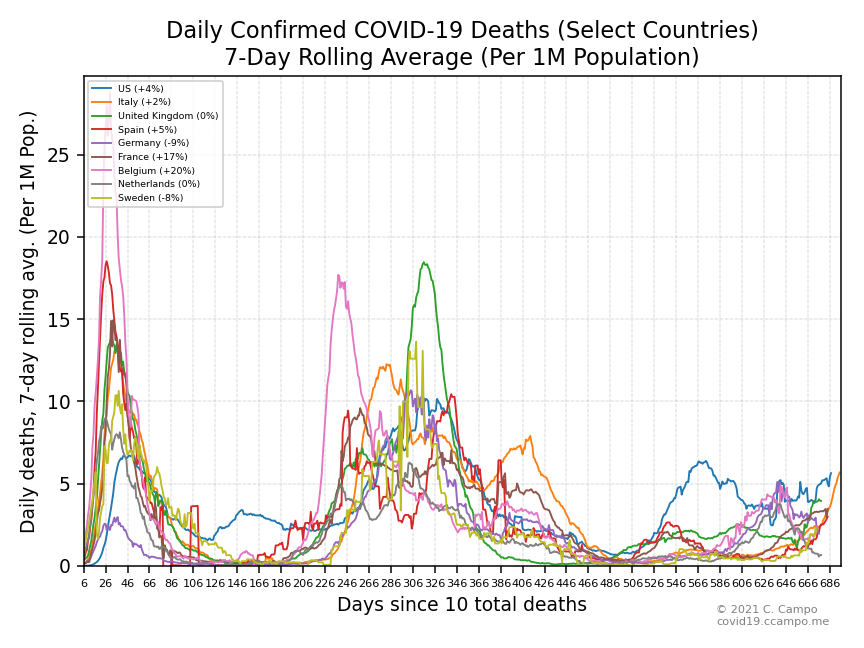 Daily Confirmed COVID-19 Deaths (Select Countries)
7-Day Rolling Average (Per 1M Population)
Daily deaths, 7-day rolling avg. (Per 1M Pop.)
25
20
15
10
5
0
US (+4%)
Italy (+2%)
United Kingdom (0%)
Spain (+5%)
Germany (-9%)
France (+17%)
Belgium (+20%)
Netherlands (0%)
Sweden (-8%)
6 26 46 66 86 106 126 146 166 186 206 226 246 266 286 306 326 346 366 386 406 426 446 466 486 506 526 546 566 586 606 626 646 666 686
Days since 10 total deaths
© 2021 C. Campo
covid19.ccampo.me